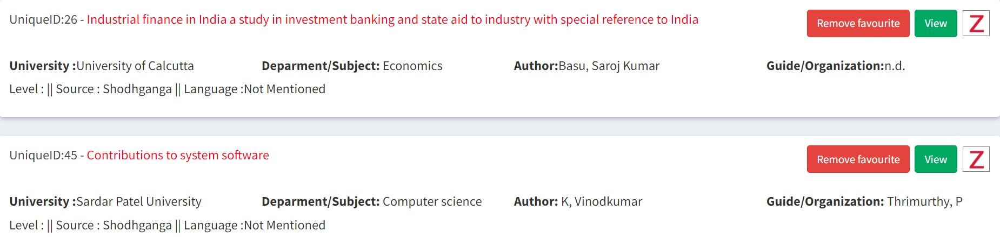 UniqueID:26 - Industrial finance in India a study in investment banking and state aid to industry with special reference to India Remove favourite View Z
University :University of Calcutta Deparment/Subject: Economics Author:Basu, Saroj Kumar Guide/Organization:n.d.
Level : || Source : Shodhganga || Language :Not Mentioned
UniqueID:45 - Contributions to system software Remove favourite View Z
University :Sardar Patel University Deparment/Subject: Computer science Author: K, Vinodkumar Guide/Organization: Thrimurthy, P
Level : || Source : Shodhganga || Language :Not Mentioned